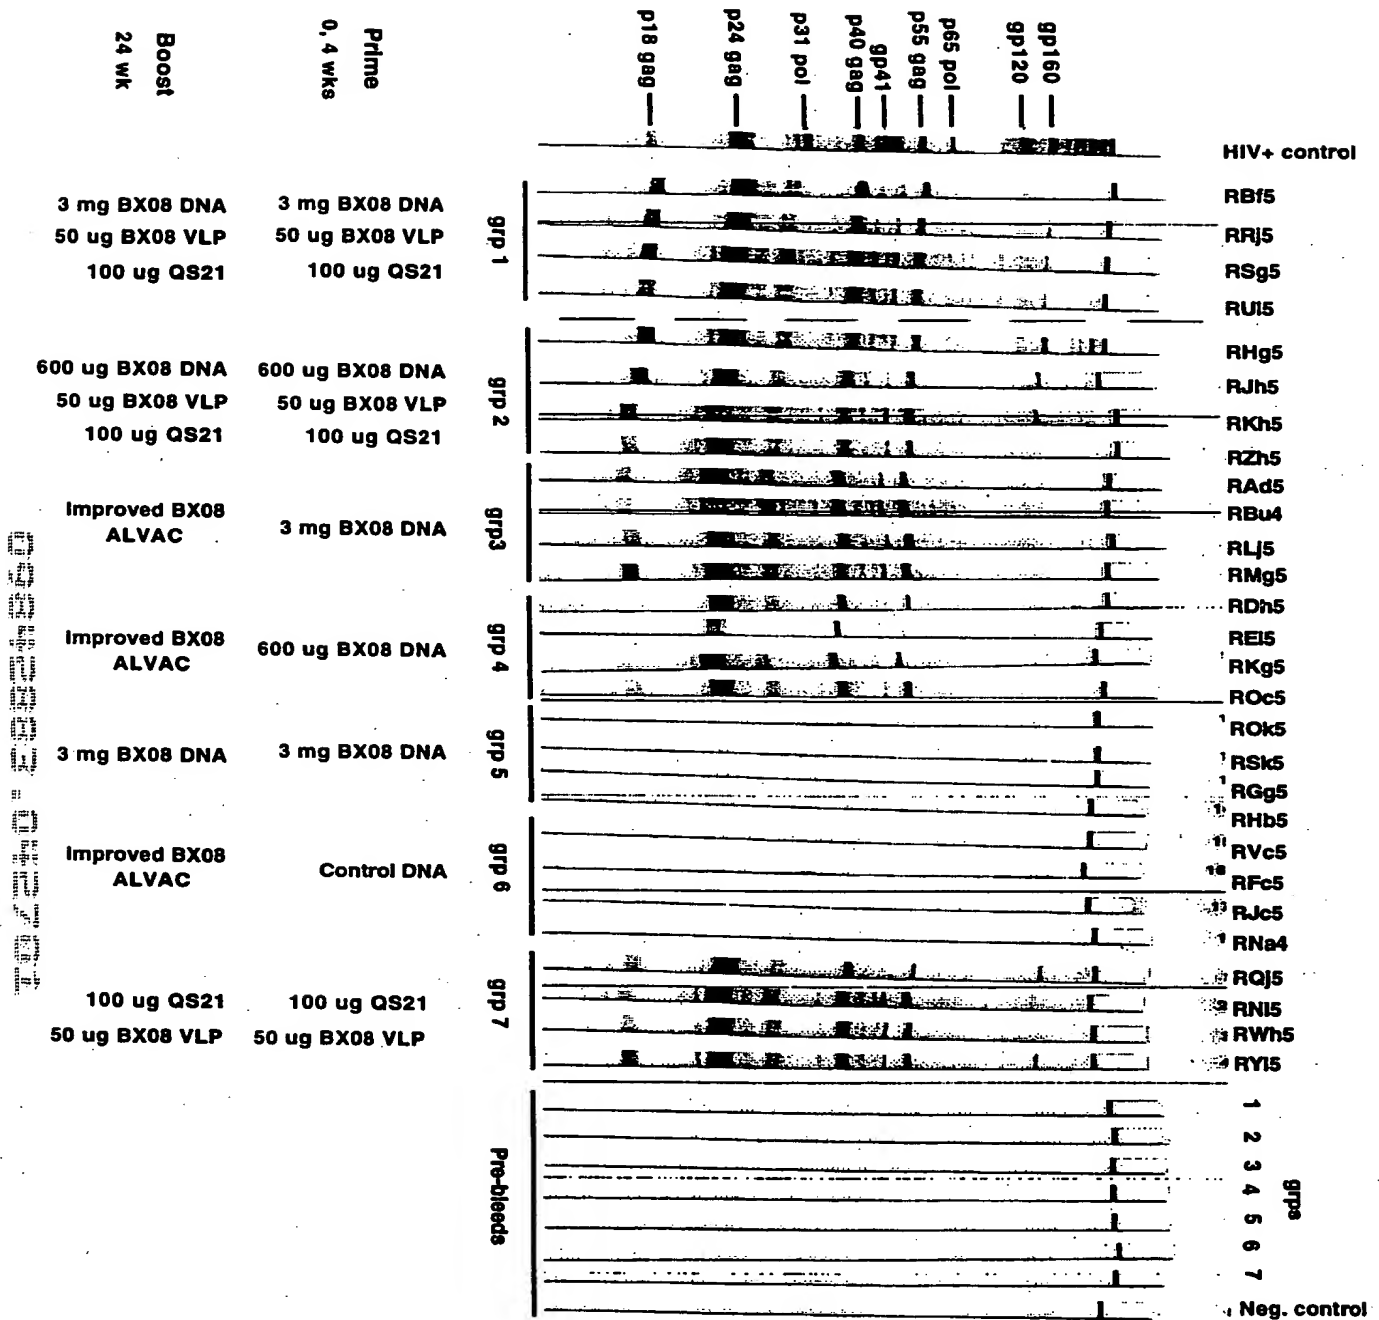 p18 gag
p24 gag
p31 pol
p40 gag
gp41
p55 gag
p65 pol
gp120
gp160
Prime
0, 4 wks
Boost
24 wk
HIV+ control
RBf5
RRj5
RSg5
RUl5
grp 1
3 mg BX08 DNA
50 ug BX08 VLP
100 ug QS21
3 mg BX08 DNA
50 ug BX08 VLP
100 ug QS21
RHg5
RJh5
RKh5
RZh5
grp 2
600 ug BX08 DNA
50 ug BX08 VLP
100 ug QS21
600 ug BX08 DNA
50 ug BX08 VLP
100 ug QS21
RAd5
RBu4
RLj5
RMg5
grp3
3 mg BX08 DNA
Improved BX08
ALVAC
RDh5
REl5
RKg5
ROc5
grp 4
600 ug BX08 DNA
Improved BX08
ALVAC
ROk5
RSk5
RGg5
RHb5
grp 5
3 mg BX08 DNA
3 mg BX08 DNA
RVc5
RFc5
RJc5
RNa4
grp 6
Control DNA
Improved BX08
ALVAC
RQj5
RNl5
RWh5
RYl5
grp 7
100 ug QS21
50 ug BX08 VLP
100 ug QS21
50 ug BX08 VLP
Pre-bleeds
1
2
3
4
5
6
7
grps
Neg. control
09842883.042701